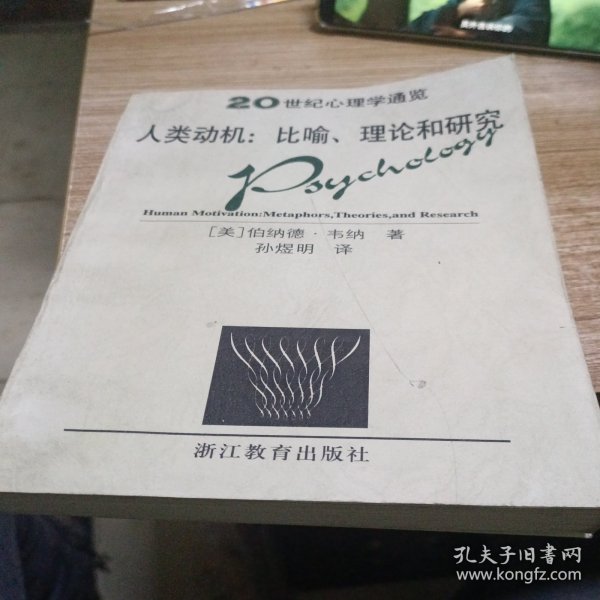 20世纪心理学通览
人类动机：比喻、理论和研究
Psychology
Human Motivation:Metaphors,Theories,and Research
[美]伯纳德·韦纳 著
孙煜明 译
浙江教育出版社
孔夫子旧书网
www.kongfz.com